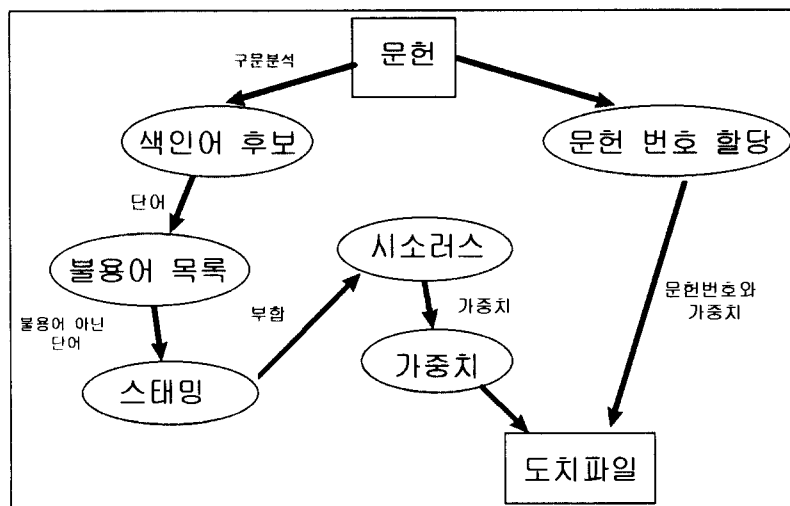 문헌
구문분석
색인어 후보
문헌 번호 할당
단어
불용어 목록
시소러스
불용어 아닌
단어
부합
가중치
문헌번호와
가중치
스태밍
가중치
도치파일